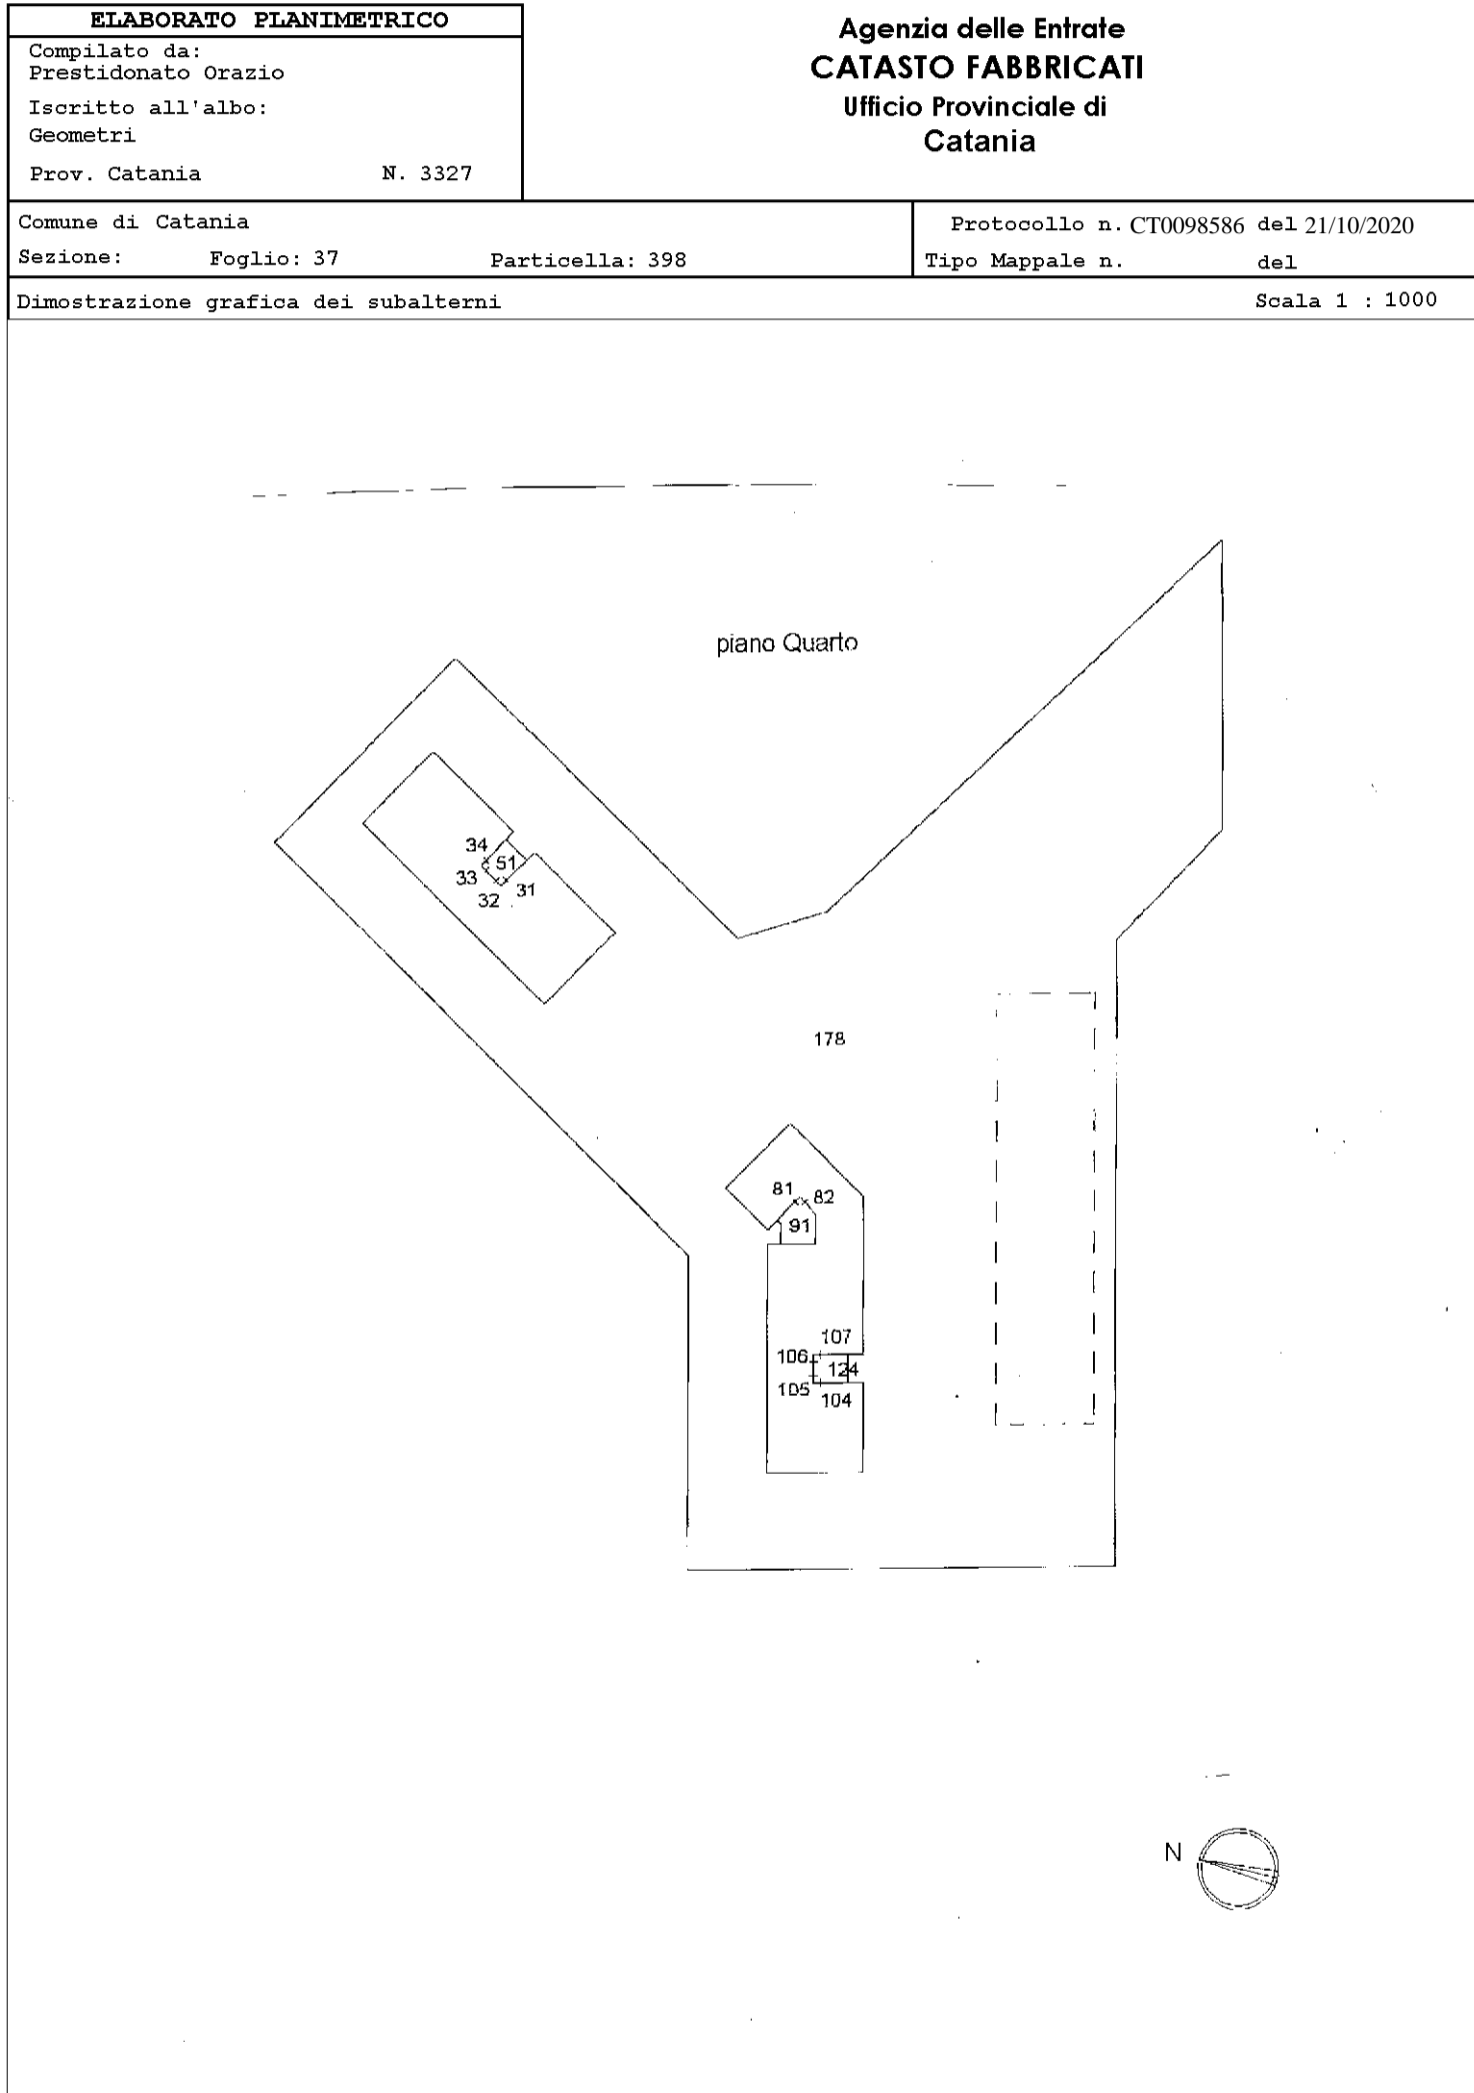 ELABORATO PLANIMETRICO
Compilato da:
Prestidonato Orazio
Iscritto all'albo:
Geometri
Prov. Catania N. 3327
Agenzia delle Entrate
CATASTO FABBRICATI
Ufficio Provinciale di
Catania
Comune di Catania
Sezione: Foglio: 37 Particella: 398
Protocollo n. CT0098586 del 21/10/2020
Tipo Mappale n. del
Dimostrazione grafica dei subalterni Scala 1 : 1000
piano Quarto
34
51
33
31
32
178
81
82
91
107
106
124
105
104
N